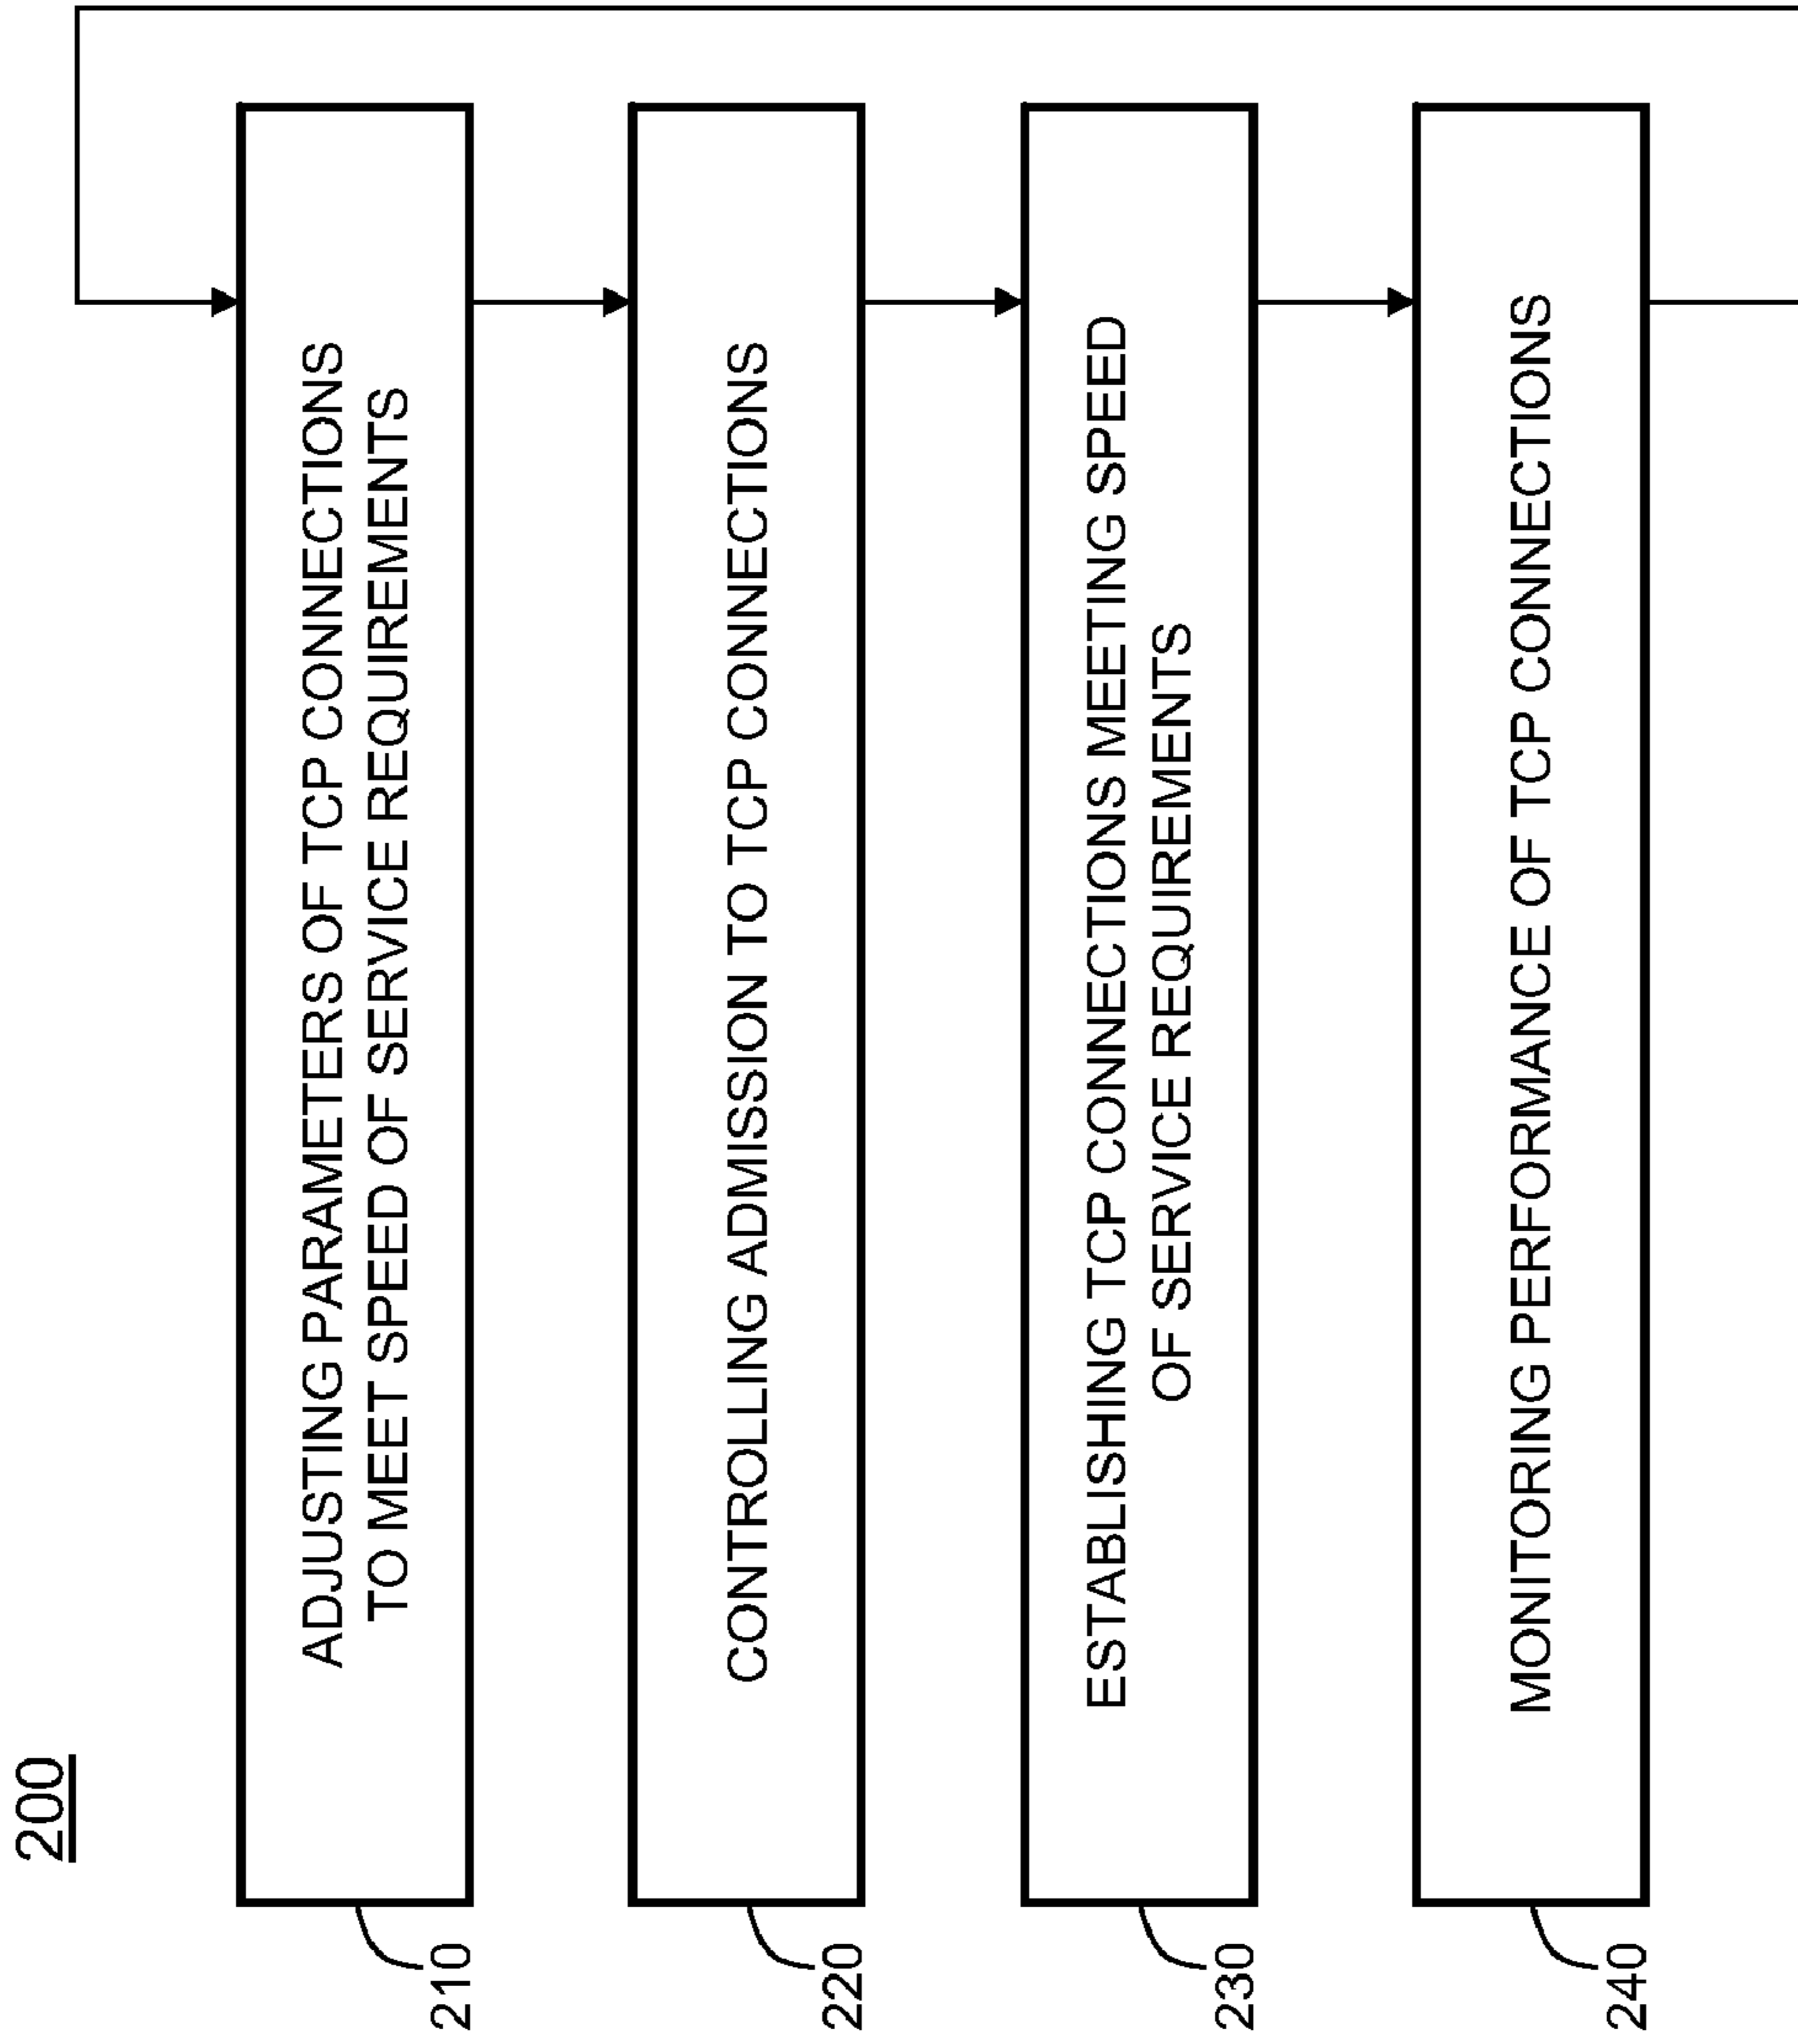 200
210
ADJUSTING PARAMETERS OF TCP CONNECTIONS
TO MEET SPEED OF SERVICE REQUIREMENTS
220
CONTROLLING ADMISSION TO TCP CONNECTIONS
230
ESTABLISHING TCP CONNECTIONS MEETING SPEED
OF SERVICE REQUIREMENTS
240
MONITORING PERFORMANCE OF TCP CONNECTIONS